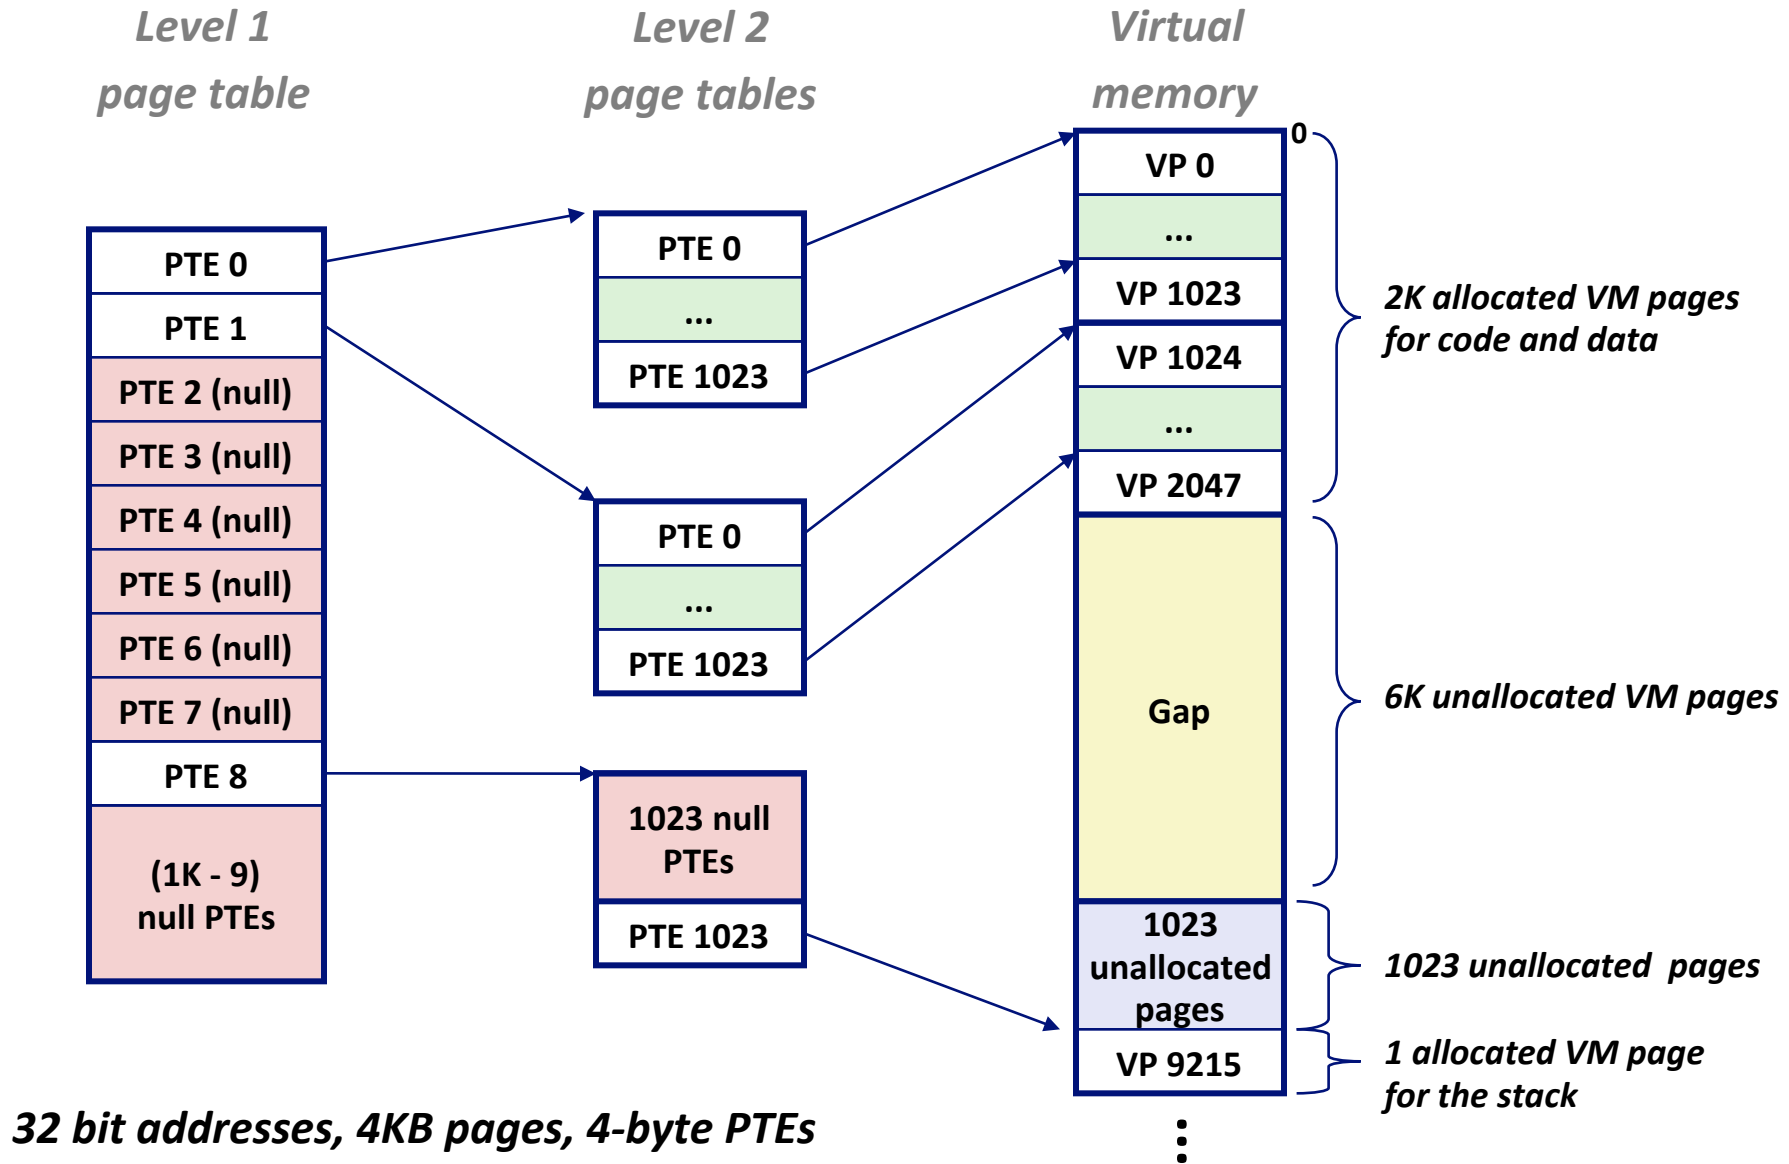 Level 1
page table
Level 2
page tables
Virtual
memory
PTE 0
PTE 1
PTE 2 (null)
PTE 3 (null)
PTE 4 (null)
PTE 5 (null)
PTE 6 (null)
PTE 7 (null)
PTE 8
(1K - 9)
null PTEs
PTE 0
...
PTE 1023
PTE 0
...
PTE 1023
1023 null
PTEs
PTE 1023
0
VP 0
...
VP 1023
VP 1024
...
VP 2047
Gap
1023
unallocated
pages
VP 9215
2K allocated VM pages
for code and data
6K unallocated VM pages
1023 unallocated pages
1 allocated VM page
for the stack
32 bit addresses, 4KB pages, 4-byte PTEs